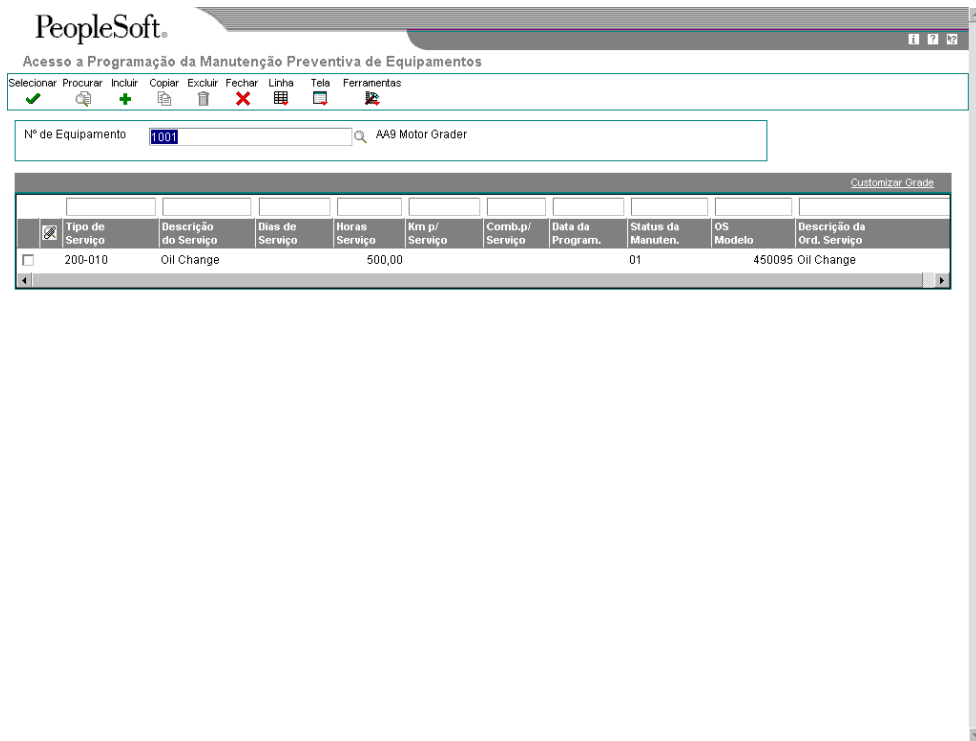 PeopleSoft.
Acesso a Programação da Manutenção Preventiva de Equipamentos
Selecionar Procurar Incluir Copiar Excluir Fechar Linha Tela Ferramentas
Nº de Equipamento 1001 AA9 Motor Grader
Customizar Grade
Tipo de Serviço Descrição do Serviço Dias de Serviço Horas Serviço Km p/ Serviço Comb.p/ Serviço Data da Program. Status da Manuten. OS Modelo Descrição da Ord. Serviço
200-010 Oil Change 500,00 01 450095 Oil Change